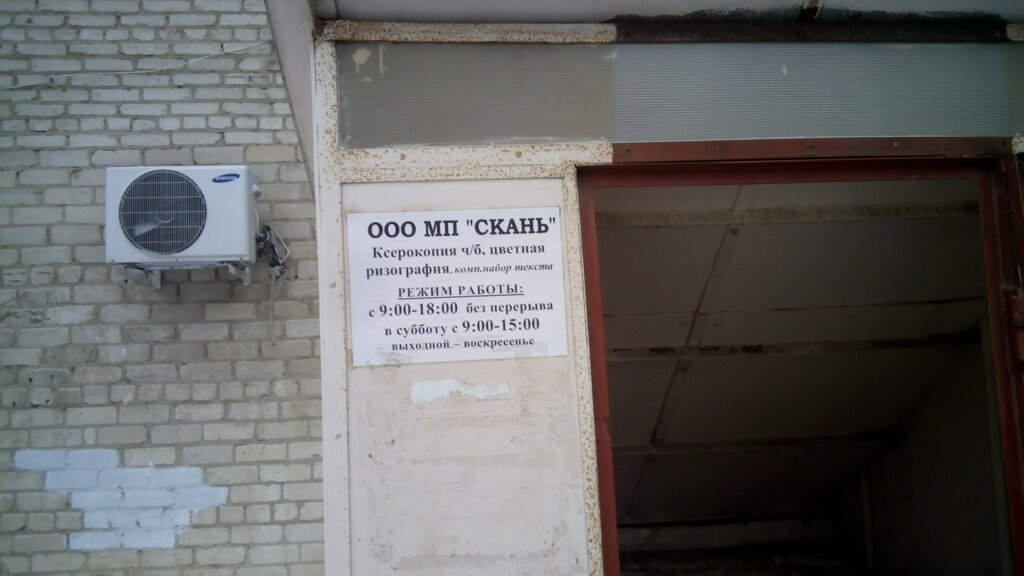 SAMSUNG
ООО МП "СКАНЬ"
Ксерокопия ч/б, цветная
ризография, комп.набор текста
РЕЖИМ РАБОТЫ:
с 9:00-18:00 без перерыва
в субботу с 9:00-15:00
выходной – воскресенье